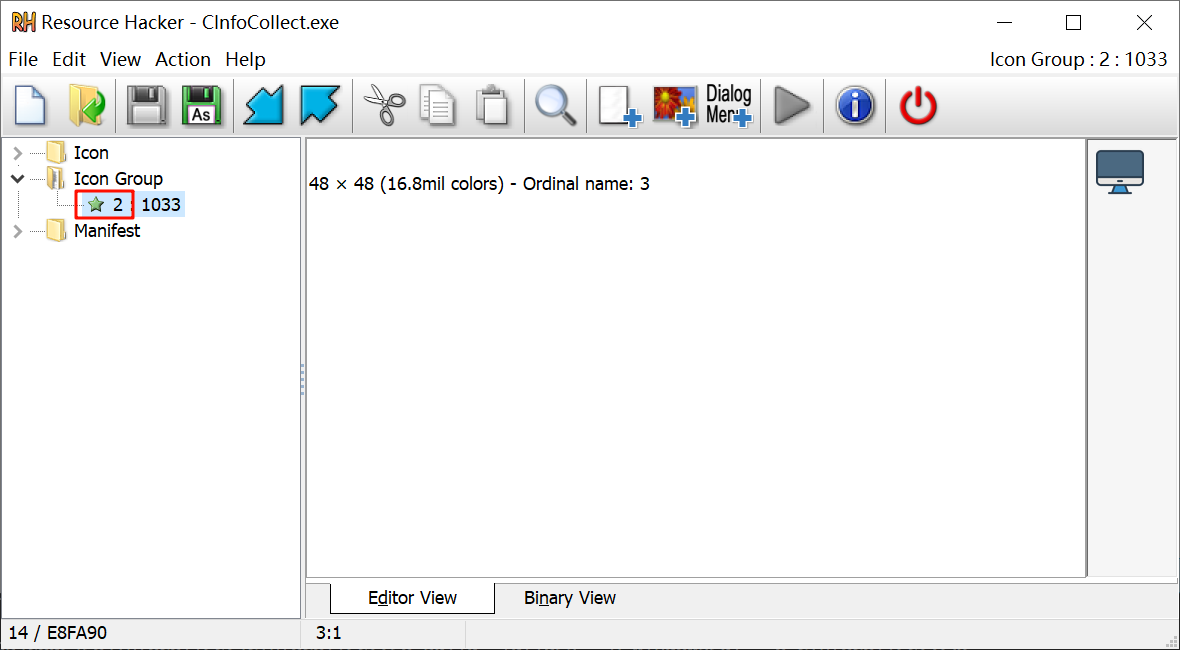 RH Resource Hacker - CInfoCollect.exe
File Edit View Action Help Icon Group : 2 : 1033
As Dialog
Menu
Icon
Icon Group
2 : 1033
Manifest
48 × 48 (16.8mil colors) - Ordinal name: 3
Editor View Binary View
14 / E8FA90 3:1